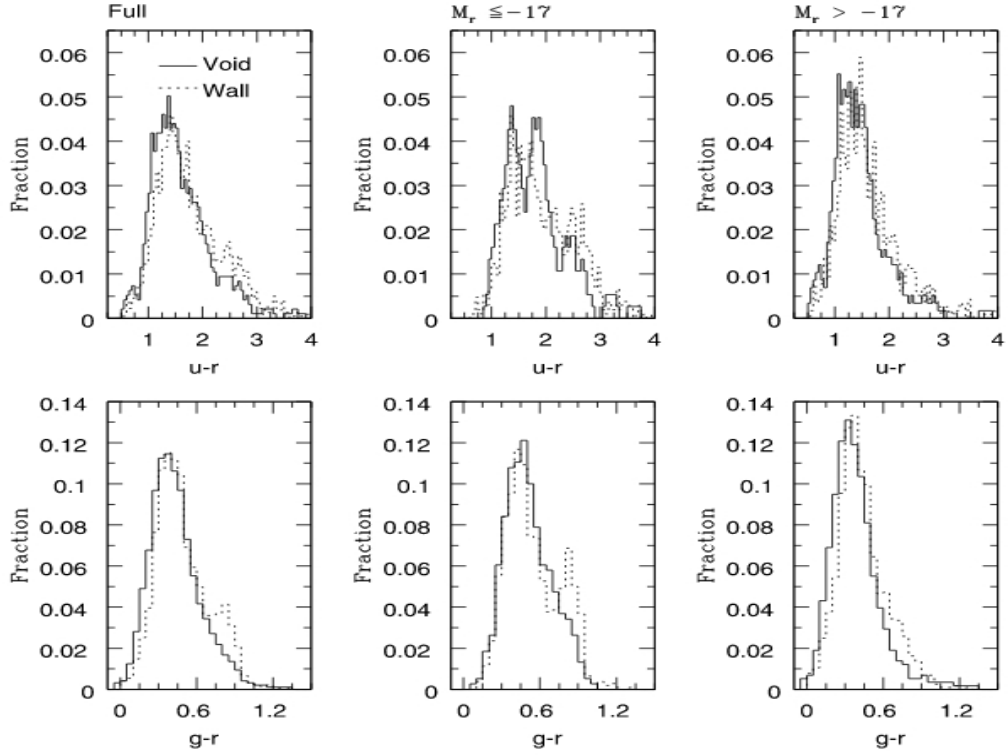 Full M_r ≦ −17 M_r > −17
Void
Wall
Fraction Fraction Fraction
0.06 0.06 0.06
0.05 0.05 0.05
0.04 0.04 0.04
0.03 0.03 0.03
0.02 0.02 0.02
0.01 0.01 0.01
0 0 0
1 2 3 4 1 2 3 4 1 2 3 4
u-r u-r u-r
Fraction Fraction Fraction
0.14 0.14 0.14
0.12 0.12 0.12
0.1 0.1 0.1
0.08 0.08 0.08
0.06 0.06 0.06
0.04 0.04 0.04
0.02 0.02 0.02
0 0 0
0 0.6 1.2 0 0.6 1.2 0 0.6 1.2
g-r g-r g-r